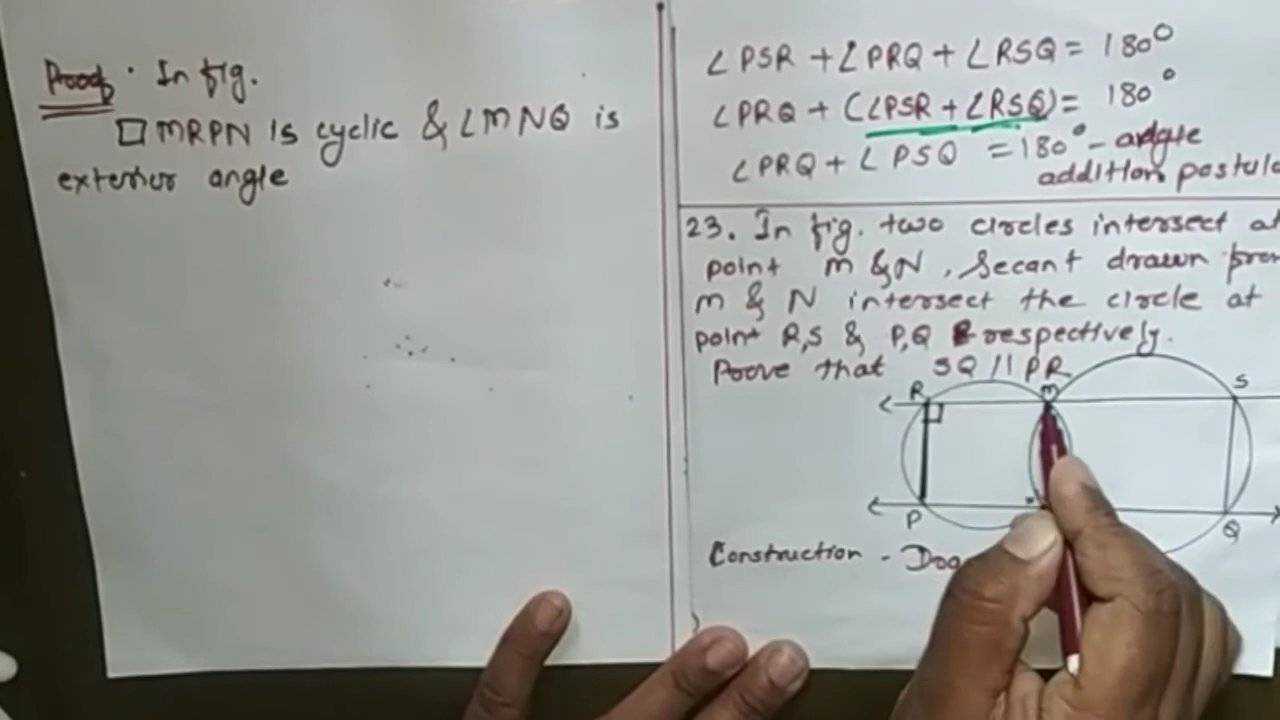 Proof. In fig.
□ MRPN is cyclic & ∠MNQ is
exterior angle
∠PSR + ∠PRQ + ∠RSQ = 180°
∠PRQ + (∠PSR + ∠RSQ) = 180°
∠PRQ + ∠PSQ = 180° - angle
addition postula
23. In fig. two circles intersect at
point M & N, Secant drawn from
M & N intersect the circle at
point R,S & P,Q respectively.
Prove that SQ // PR
R M S
P Q
Construction -